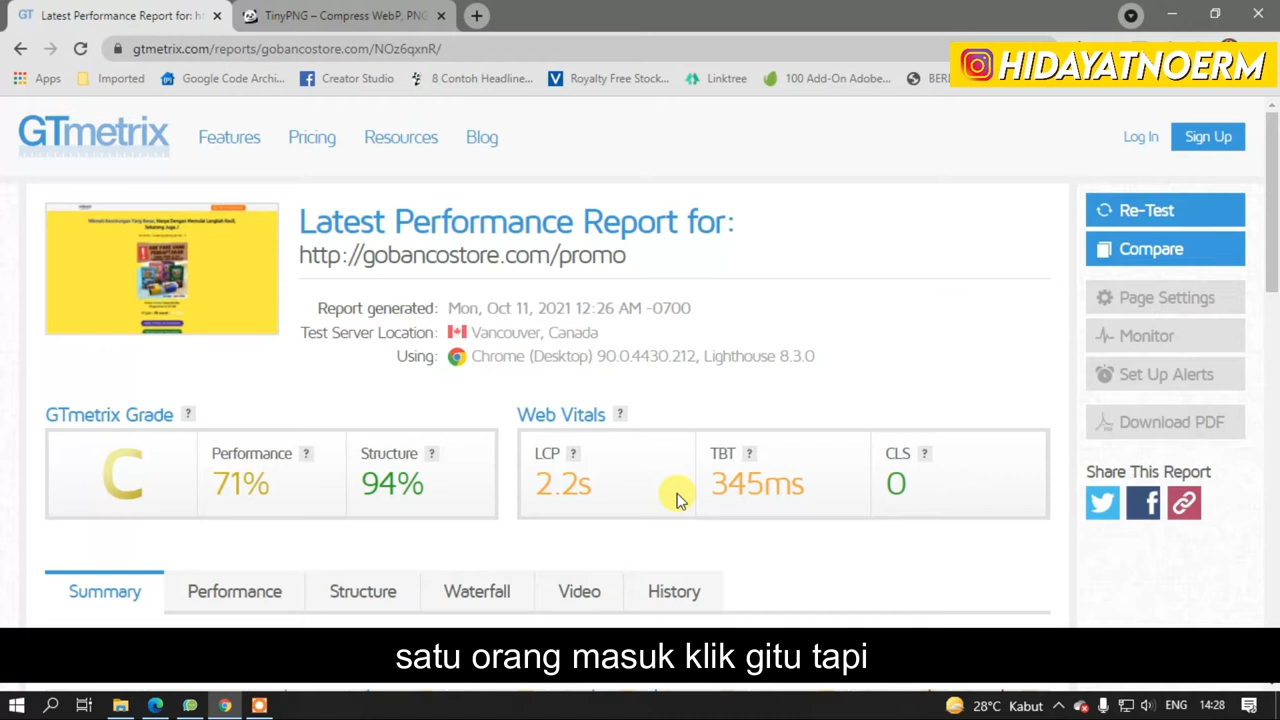 Latest Performance Report for: h
TinyPNG – Compress WebP, PNG
gtmetrix.com/reports/gobancostore.com/NOz6qxnR/
Apps
Imported
Google Code Archi...
Creator Studio
8 Contoh Headline...
Royalty Free Stock...
Linktree
100 Add-On Adobe...
BER
HIDAYATNOERM
GTmetrix
Features
Pricing
Resources
Blog
Log In
Sign Up
Latest Performance Report for:
http://gobancostore.com/promo
Report generated: Mon, Oct 11, 2021 12:26 AM -0700
Test Server Location: Vancouver, Canada
Using: Chrome (Desktop) 90.0.4430.212, Lighthouse 8.3.0
Re-Test
Compare
Page Settings
Monitor
Set Up Alerts
Download PDF
Share This Report
GTmetrix Grade ?
C
Performance ?
71%
Structure ?
94%
Web Vitals ?
LCP ?
2.2s
TBT ?
345ms
CLS ?
0
Summary
Performance
Structure
Waterfall
Video
History
satu orang masuk klik gitu tapi
28°C Kabut
ENG
14:28